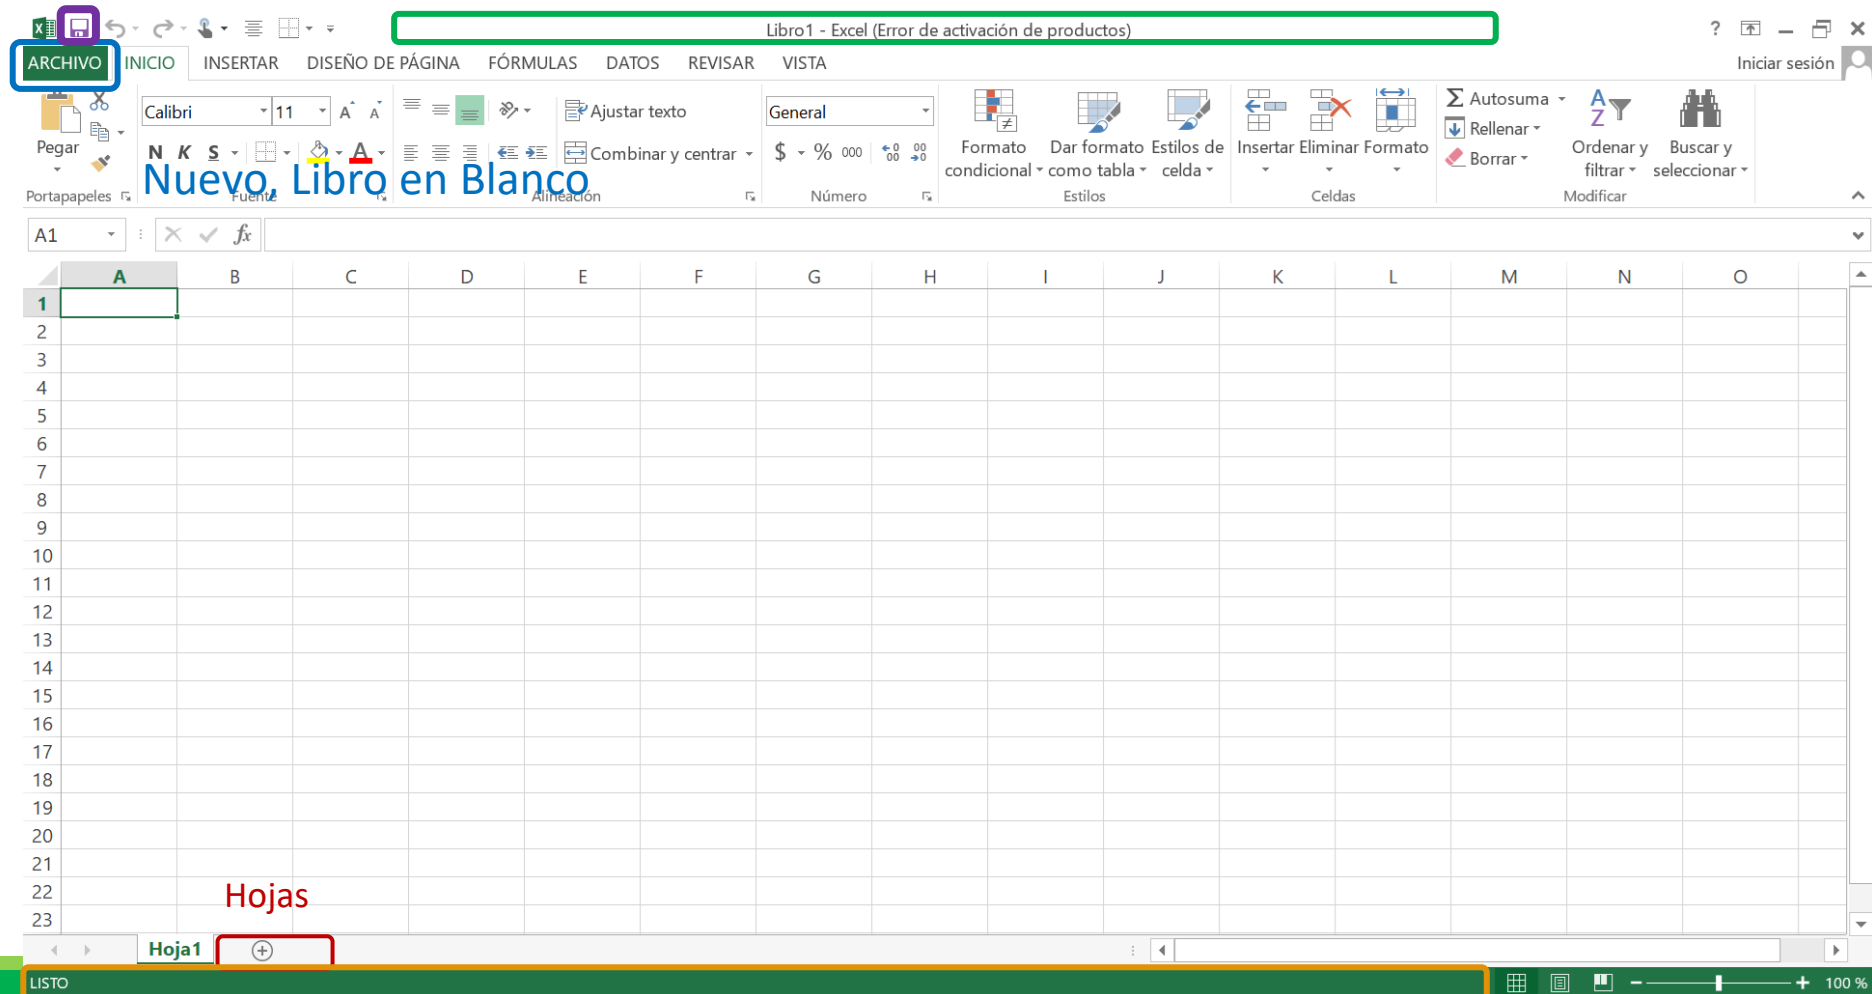 Libro1 - Excel (Error de activación de productos)
?
ARCHIVO INICIO INSERTAR DISEÑO DE PÁGINA FÓRMULAS DATOS REVISAR VISTA Iniciar sesión
Calibri 11 A A Ajustar texto General Autosuma
Rellenar
Pegar N K S A Combinar y centrar $ % 000 Formato condicional Dar formato como tabla Estilos de celda Insertar Eliminar Formato Borrar Ordenar y filtrar Buscar y seleccionar
Nuevo, Libro en Blanco
Portapapeles Fuente Alineación Número Estilos Celdas Modificar
A1 fx
A B C D E F G H I J K L M N O
1
2
3
4
5
6
7
8
9
10
11
12
13
14
15
16
17
18
19
20
21
22
Hojas
23
Hoja1
LISTO 100 %